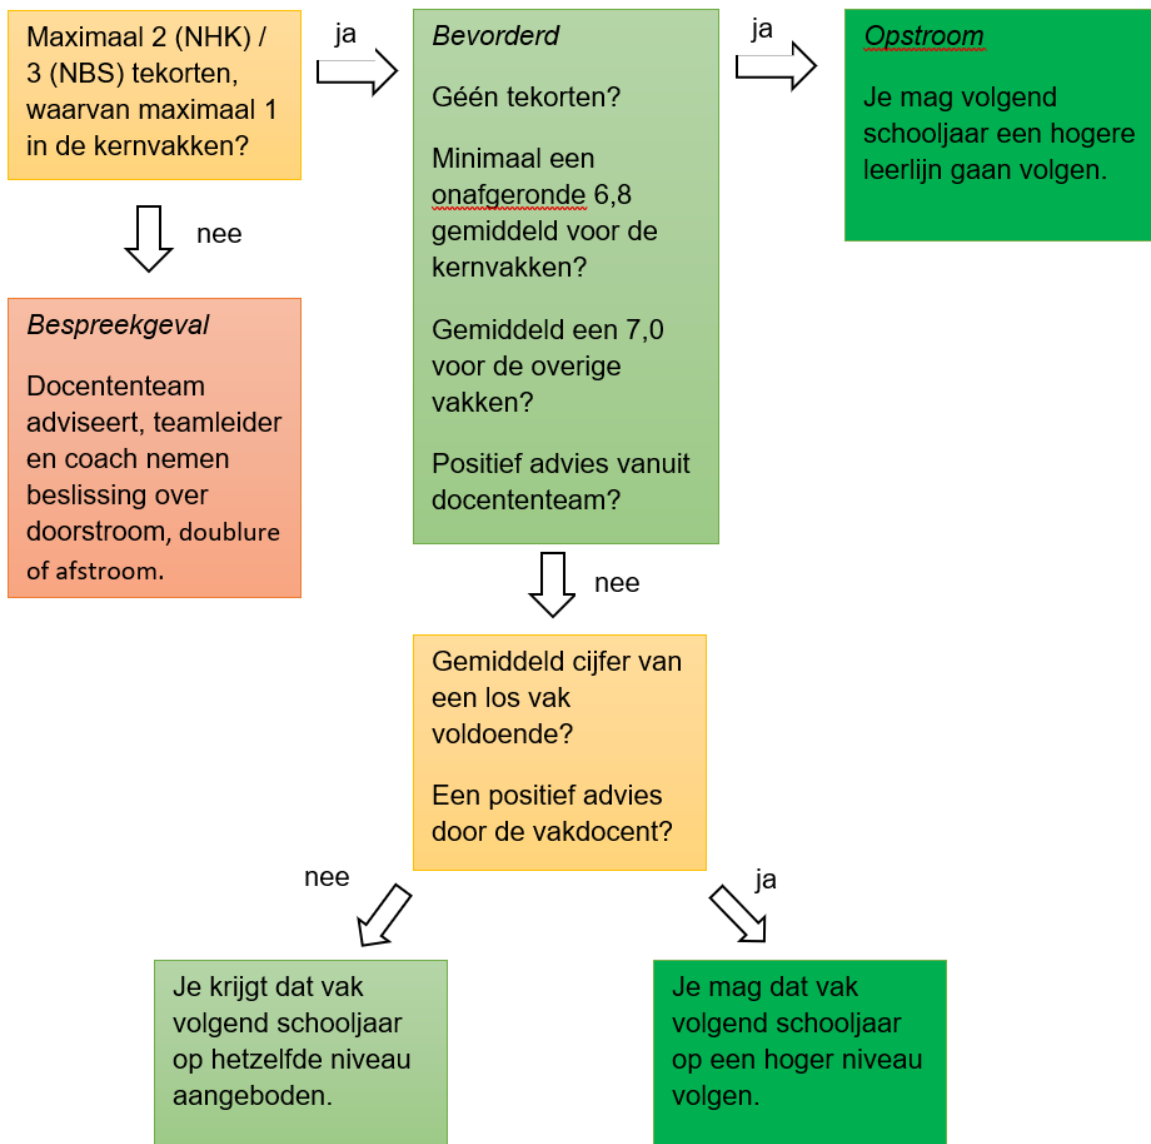 Maximaal 2 (NHK) /
3 (NBS) tekorten,
waarvan maximaal 1
in de kernvakken?
ja
Bevorderd
Géén tekorten?
Minimaal een
onafgeronde 6,8
gemiddeld voor de
kernvakken?
Gemiddeld een 7,0
voor de overige
vakken?
Positief advies vanuit
docententeam?
ja
Opstroom
Je mag volgend
schooljaar een hogere
leerlijn gaan volgen.
nee
Bespreekgeval
Docententeam
adviseert, teamleider
en coach nemen
beslissing over
doorstroom, doublure
of afstroom.
nee
Gemiddeld cijfer van
een los vak
voldoende?
Een positief advies
door de vakdocent?
nee
ja
Je krijgt dat vak
volgend schooljaar
op hetzelfde niveau
aangeboden.
Je mag dat vak
volgend schooljaar
op een hoger niveau
volgen.